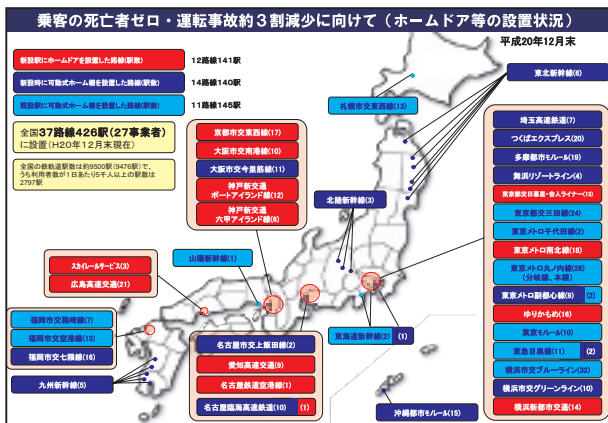 乗客の死亡者ゼロ・運転事故約3割減少に向けて（ホームドア等の設置状況）
平成20年12月末
新設駅にホームドアを設置した路線(駅数)
12路線141駅
新設時に可動式ホーム柵を設置した路線(駅数)
14路線140駅
既設駅に可動式ホーム柵を設置した路線(駅数)
11路線145駅
全国37路線426駅(27事業者)
に設置(H20年12月末現在)
全国の鉄軌道駅数は約9500駅(9476駅)で、
うち利用者数が1日あたり5千人以上の駅数は
2797駅
京都市交東西線(17)
大阪市交南港線(10)
大阪市交今里筋線(11)
神戸新交通
ポートアイランド線(12)
神戸新交通
六甲アイランド線(6)
札幌市交東西線(13)
東北新幹線(6)
北陸新幹線(3)
山陽新幹線(1)
スカイレールサービス(3)
広島高速交通(21)
福岡市交箱崎線(7)
福岡市交空港線(13)
福岡市交七隈線(16)
九州新幹線(5)
名古屋市交上飯田線(2)
愛知高速交通(9)
名古屋鉄道空港線(1)
名古屋臨海高速鉄道(10)
(1)
東海道新幹線(2)
(1)
沖縄都市モルール(15)
埼玉高速鉄道(7)
つくばエクスプレス(20)
多摩都市モルール(19)
舞浜リゾートライン(4)
東京都交日暮里・舎人ライナー(13)
東京都交三田線(24)
東京メトロ千代田線(2)
東京メトロ南北線(18)
東京メトロ丸ノ内線(28)
(分岐線、本線)
東京メトロ副都心線(9)
(2)
ゆりかもめ(16)
東京モルール(10)
東急目黒線(11)
(2)
横浜市交ブルーライン(32)
横浜市交グリーンライン(10)
横浜新都市交通(14)